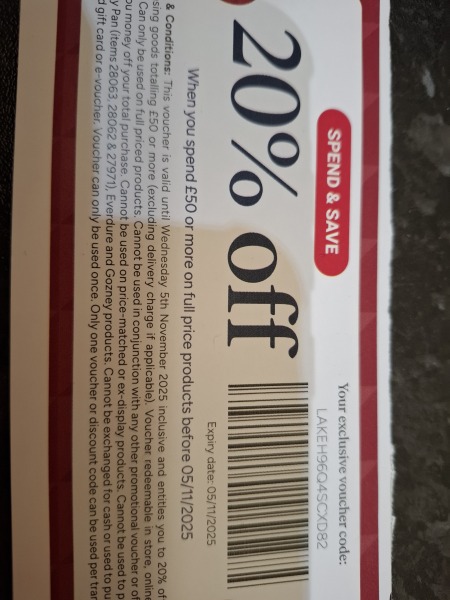 SPEND & SAVE
Your exclusive voucher code:
LAKEH96Q4SCXD82
20% off
Expiry date: 05/11/2025
When you spend £50 or more on full price products before 05/11/2025
& Conditions: This voucher is valid until Wednesday 5th November 2025 inclusive and entitles you to 20% of
sing goods totalling £50 or more (excluding delivery charge if applicable). Voucher redeemable in store, online
Can only be used on full priced products. Cannot be used in conjunction with any other promotional voucher or of
ou money off your total purchase. Cannot be used on price-matched or ex-display products. Cannot be used to p
y Pan (items 28063, 28062 & 27971), Everdure and Gozney products. Cannot be exchanged for cash or used to pu
d gift card or e-voucher. Voucher can only be used once. Only one voucher or discount code can be used per tran